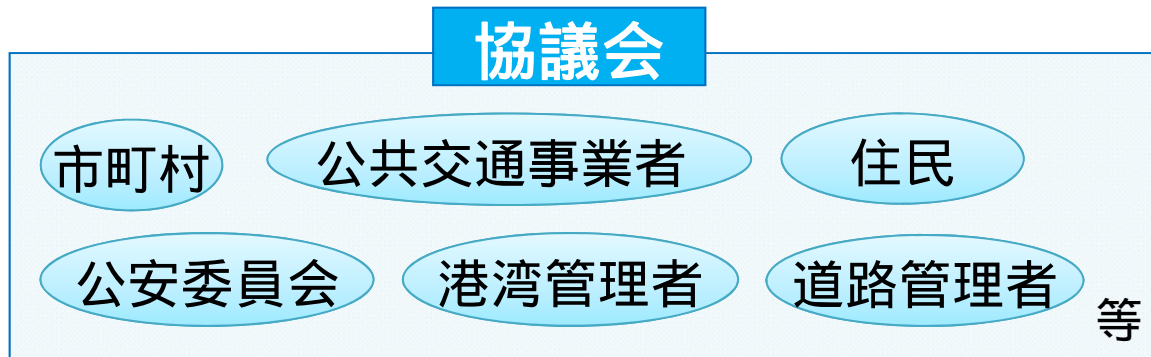 協議会
市町村
公共交通事業者
住民
公安委員会
港湾管理者
道路管理者
等